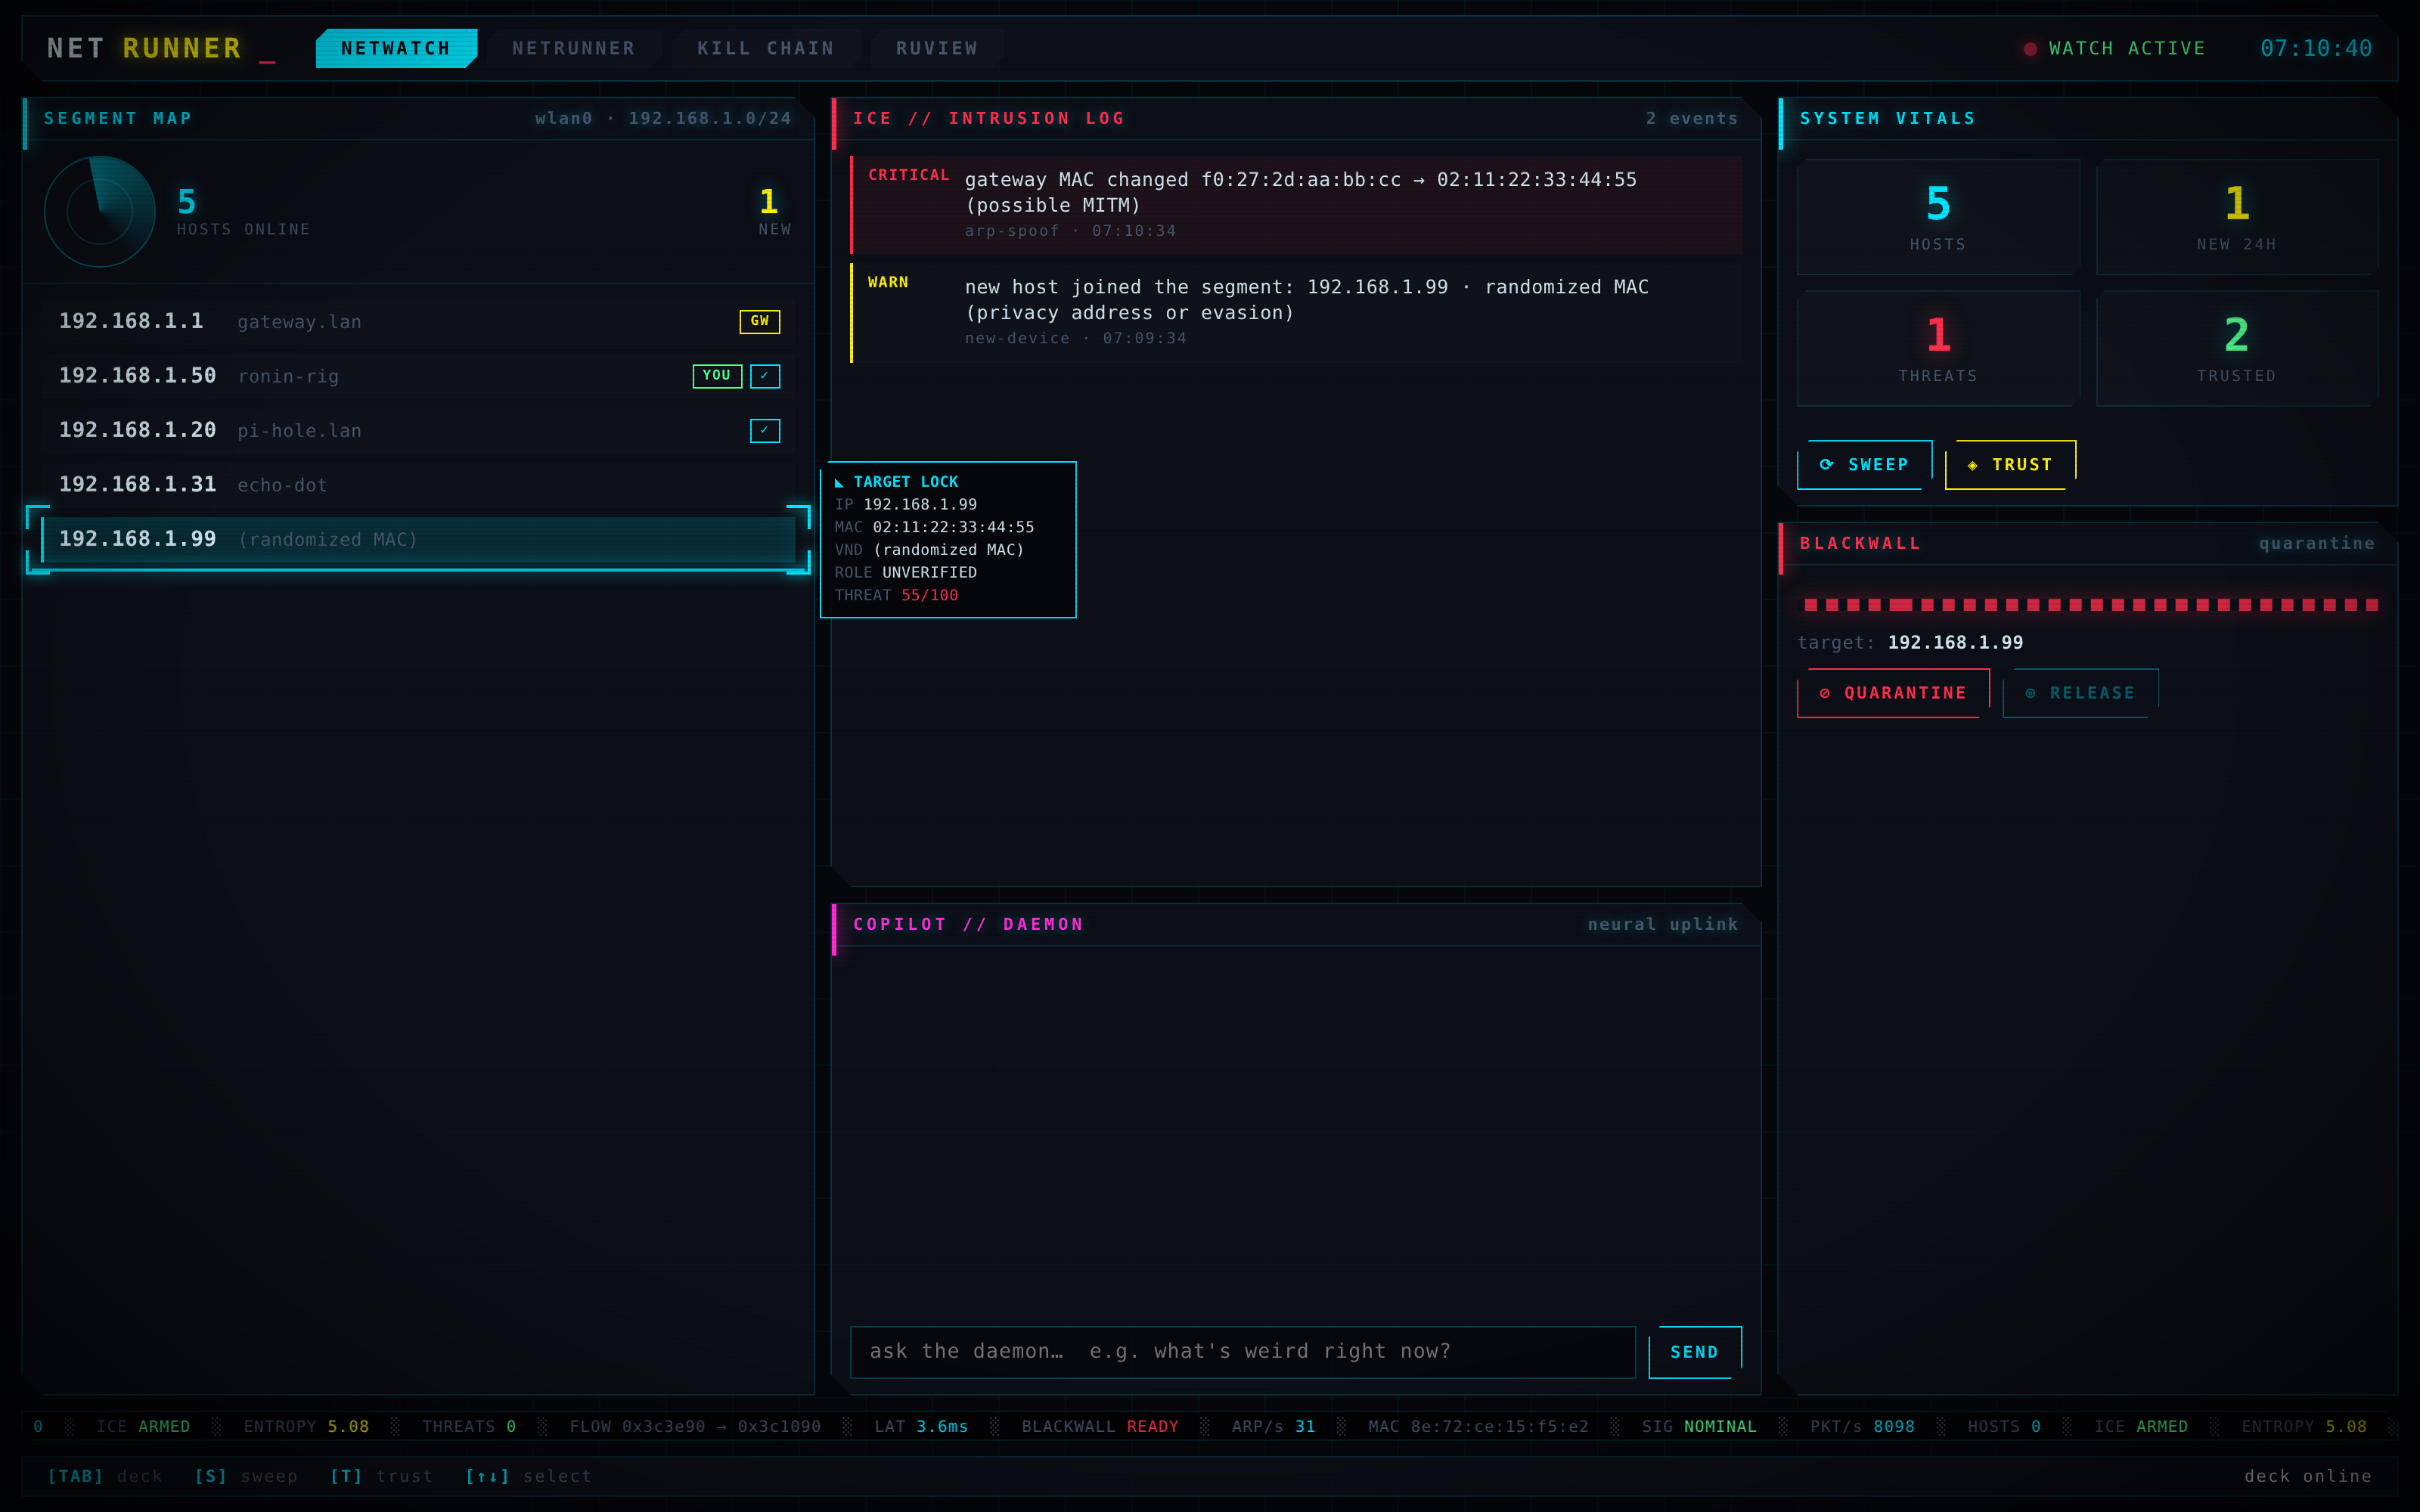 NET RUNNER _
NETWATCH
NETRUNNER
KILL CHAIN
RUVIEW
WATCH ACTIVE
07:10:40
SEGMENT MAP
wlan0 · 192.168.1.0/24
5
HOSTS ONLINE
1
NEW
192.168.1.1 gateway.lan GW
192.168.1.50 ronin-rig YOU ✓
192.168.1.20 pi-hole.lan ✓
192.168.1.31 echo-dot
192.168.1.99 (randomized MAC)
ICE // INTRUSION LOG
2 events
CRITICAL gateway MAC changed f0:27:2d:aa:bb:cc → 02:11:22:33:44:55
(possible MITM)
arp-spoof · 07:10:34
WARN new host joined the segment: 192.168.1.99 · randomized MAC
(privacy address or evasion)
new-device · 07:09:34
◣ TARGET LOCK
IP 192.168.1.99
MAC 02:11:22:33:44:55
VND (randomized MAC)
ROLE UNVERIFIED
THREAT 55/100
COPILOT // DAEMON
neural uplink
ask the daemon… e.g. what's weird right now?
SEND
SYSTEM VITALS
5
HOSTS
1
NEW 24H
1
THREATS
2
TRUSTED
⟳ SWEEP
◈ TRUST
BLACKWALL
quarantine
target: 192.168.1.99
⊘ QUARANTINE
⊚ RELEASE
0 ░ ICE ARMED ░ ENTROPY 5.08 ░ THREATS 0 ░ FLOW 0x3c3e90 → 0x3c1090 ░ LAT 3.6ms ░ BLACKWALL READY ░ ARP/s 31 ░ MAC 8e:72:ce:15:f5:e2 ░ SIG NOMINAL ░ PKT/s 8098 ░ HOSTS 0 ░ ICE ARMED ░ ENTROPY 5.08 ░
[TAB] deck [S] sweep [T] trust [↑↓] select
deck online